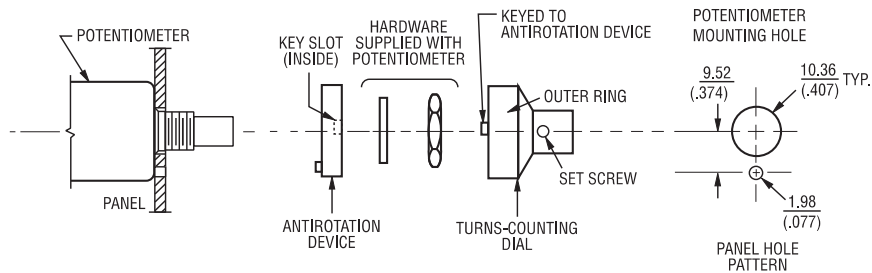 POTENTIOMETER
PANEL
KEY SLOT
(INSIDE)
ANTIROTATION
DEVICE
HARDWARE
SUPPLIED WITH
POTENTIOMETER
KEYED TO
ANTIROTATION DEVICE
OUTER RING
SET SCREW
TURNS-COUNTING
DIAL
POTENTIOMETER
MOUNTING HOLE
9.52
(.374)
10.36
(.407)
TYP.
1.98
(.077)
PANEL HOLE
PATTERN